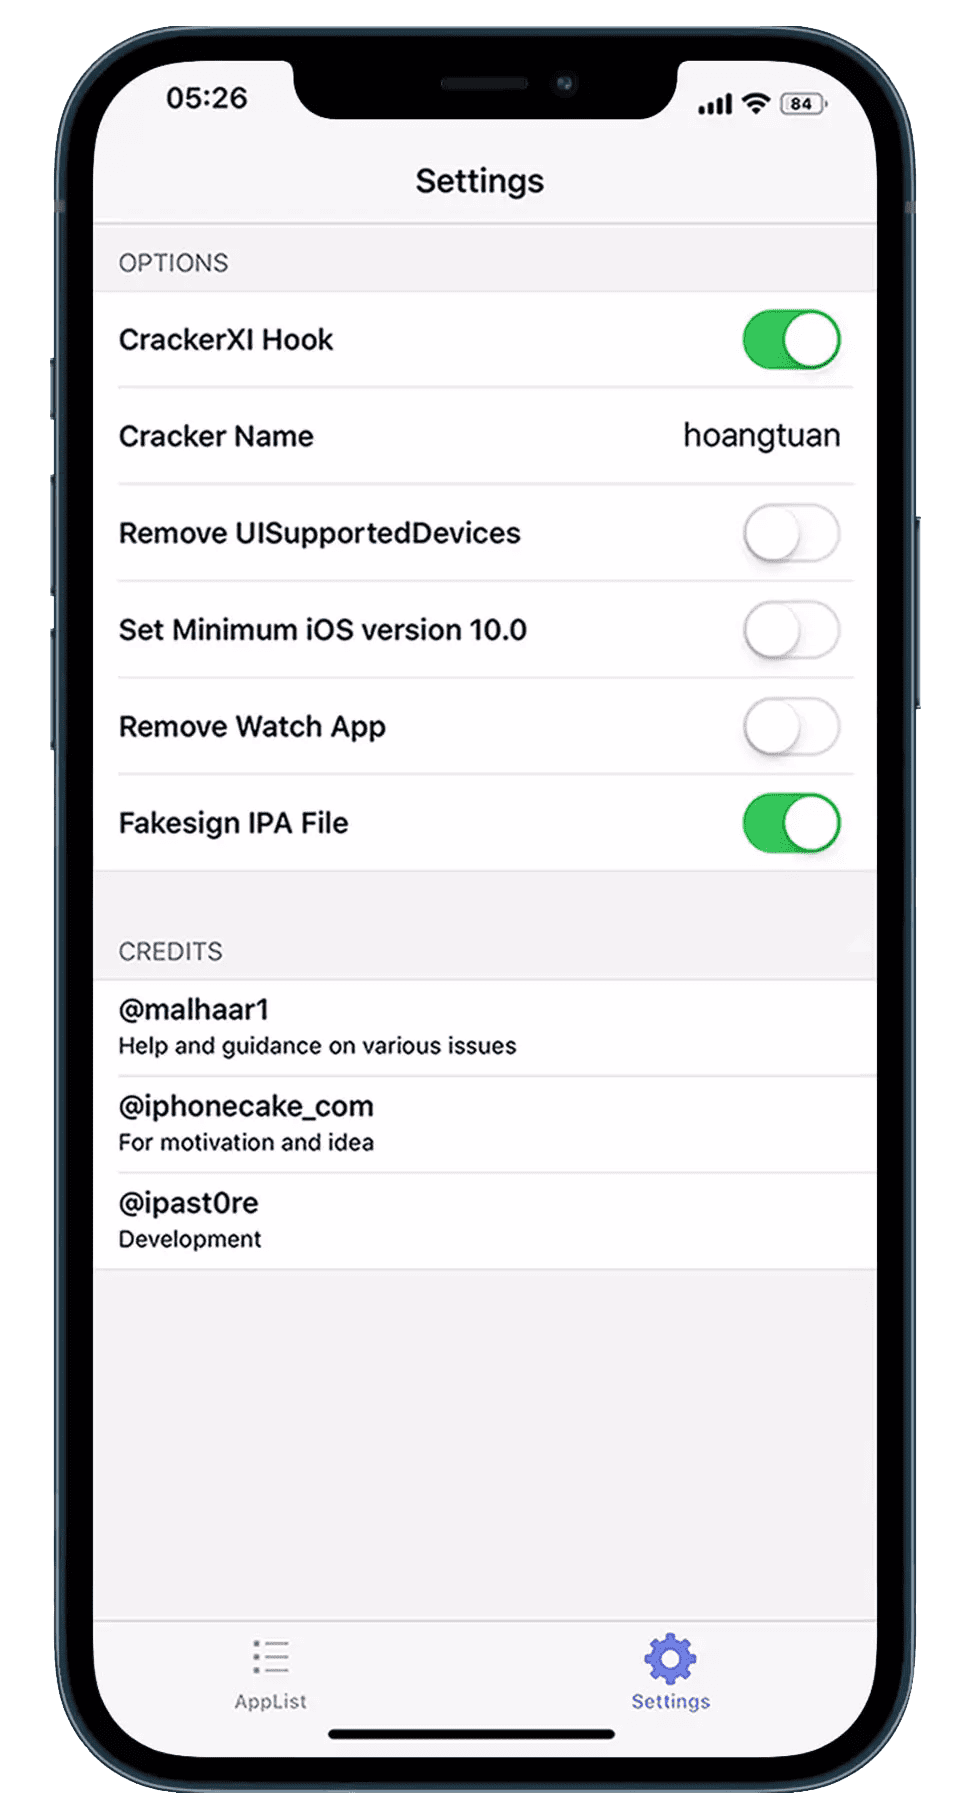 05:26
84
Settings
OPTIONS
CrackerXI Hook
Cracker Name hoangtuan
Remove UISupportedDevices
Set Minimum iOS version 10.0
Remove Watch App
Fakesign IPA File
CREDITS
@malhaar1
Help and guidance on various issues
@iphonecake_com
For motivation and idea
@ipast0re
Development
AppList Settings